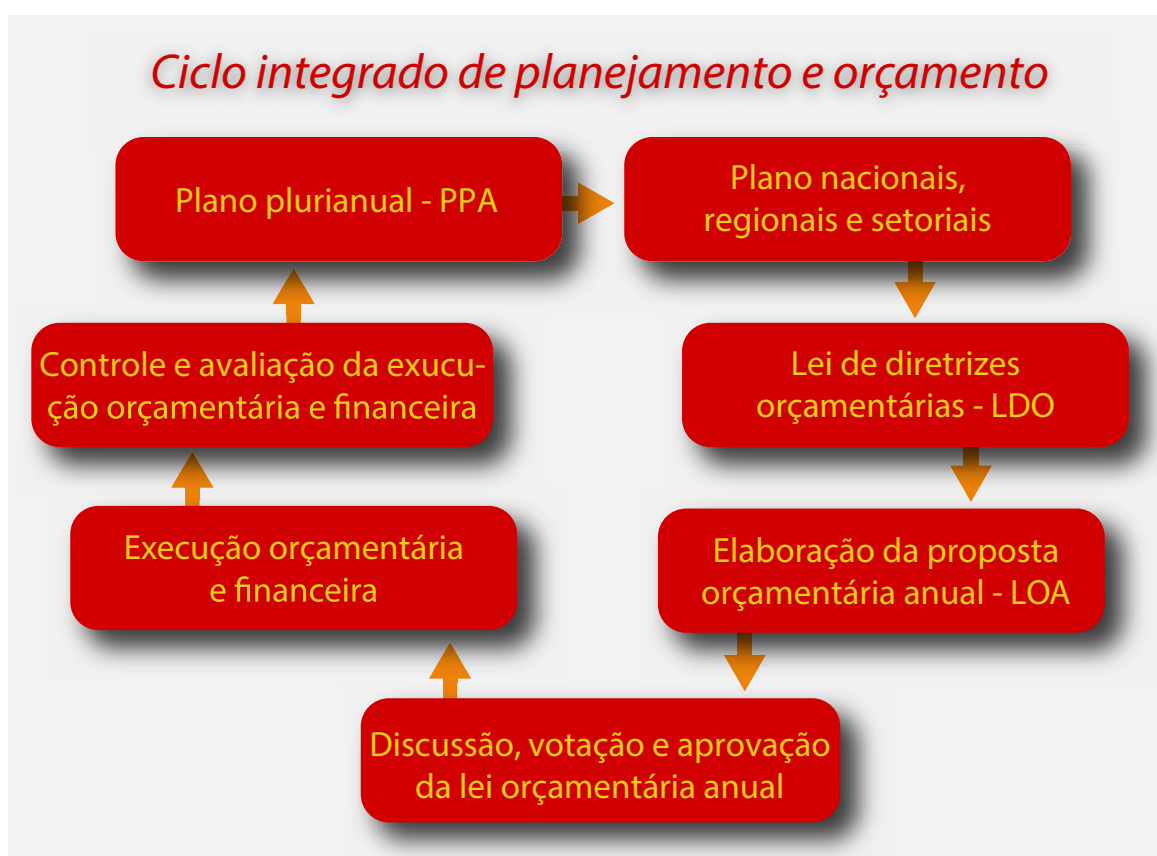 Ciclo integrado de planejamento e orçamento
Plano plurianual - PPA
Plano nacionais,
regionais e setoriais
Lei de diretrizes
orçamentárias - LDO
Elaboração da proposta
orçamentária anual - LOA
Discussão, votação e aprovação
da lei orçamentária anual
Execução orçamentária
e financeira
Controle e avaliação da exucu-
ção orçamentária e financeira